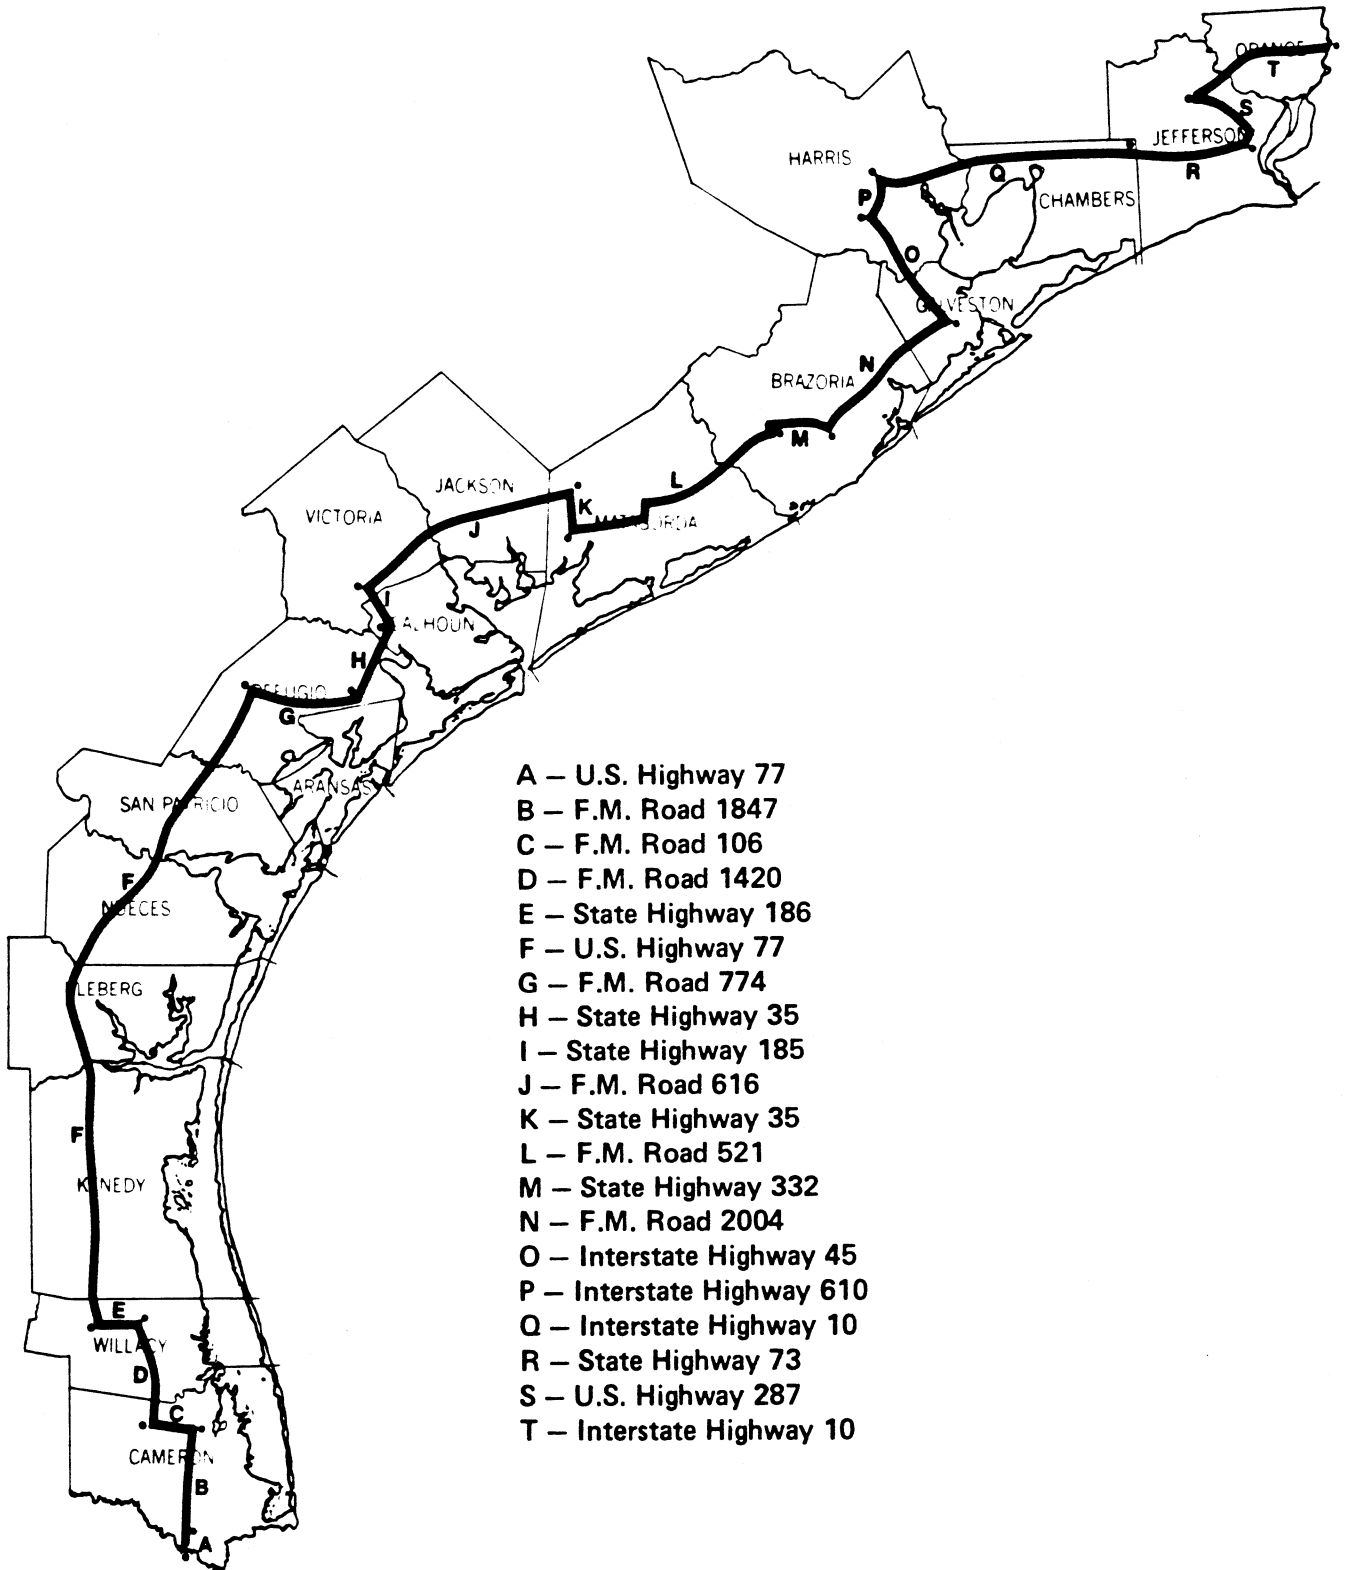 ORANGE
T
S
JEFFERSON
R
HARRIS
Q
P
CHAMBERS
O
GALVESTON
N
BRAZORIA
M
JACKSON
L
K
VICTORIA
J
MATAGORDA
I
CALHOUN
H
REFUGIO
G
ARANSAS
SAN PATRICIO
F
NUECES
KLEBERG
F
KENEDY
E
WILLACY
D
C
CAMERON
B
A
A – U.S. Highway 77
B – F.M. Road 1847
C – F.M. Road 106
D – F.M. Road 1420
E – State Highway 186
F – U.S. Highway 77
G – F.M. Road 774
H – State Highway 35
I – State Highway 185
J – F.M. Road 616
K – State Highway 35
L – F.M. Road 521
M – State Highway 332
N – F.M. Road 2004
O – Interstate Highway 45
P – Interstate Highway 610
Q – Interstate Highway 10
R – State Highway 73
S – U.S. Highway 287
T – Interstate Highway 10